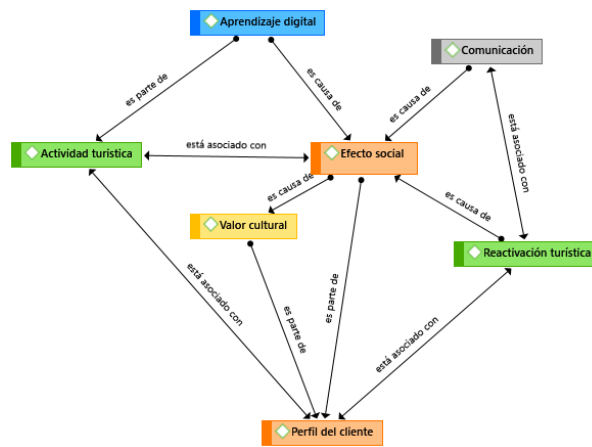 Aprendizaje digital
Comunicación
es parte de
es causa de
es causa de
está asociado con
Actividad turistica
está asociado con
Efecto social
es causa de
es causa de
Valor cultural
Reactivación turística
está asociado con
es parte de
es parte de
está asociado con
Perfil del cliente